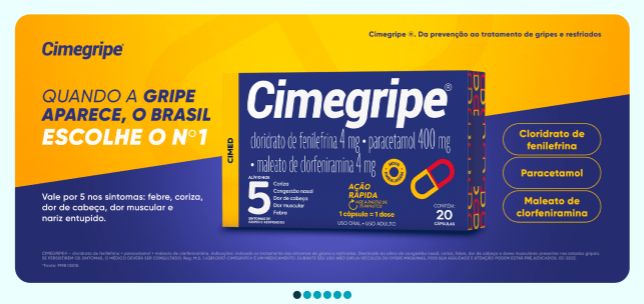 Cimegripe
Cimegripe ®. Da prevenção ao tratamento de gripes e resfriados
QUANDO A GRIPE
APARECE, O BRASIL
ESCOLHE O Nº1
Vale por 5 nos sintomas: febre, coriza,
dor de cabeça, dor muscular e
nariz entupido.
CIMED
Cimegripe®
cloridrato de fenilefrina 4 mg • paracetamol 400 mg
• maleato de clorfeniramina 4 mg
5
Coriza
Congestão nasal
Dor de cabeça
Dor muscular
Febre
AÇÃO
RÁPIDA
1 cápsula = 1 dose
USO ORAL • USO ADULTO
CONTÉM:
20
CÁPSULAS
Cloridrato de
fenilefrina
Paracetamol
Maleato de
clorfeniramina